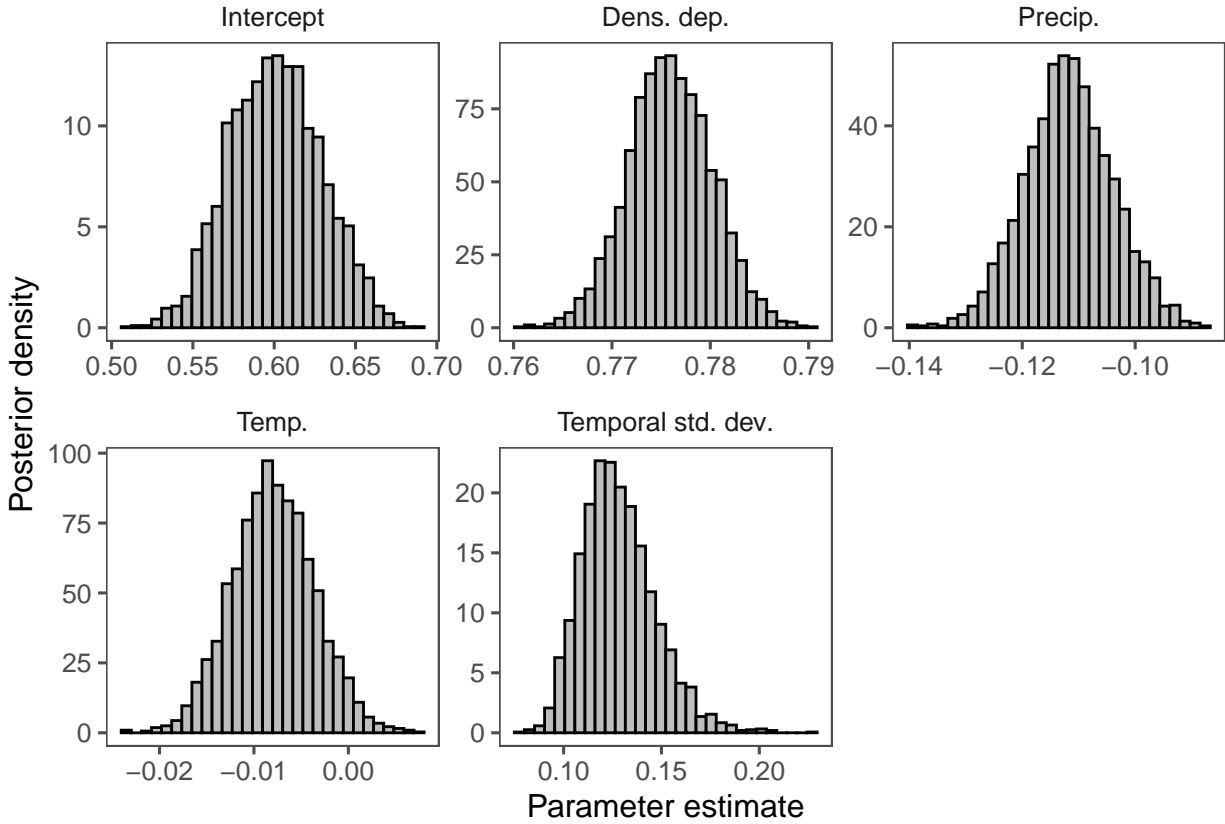 Intercept
Dens. dep.
Precip.
10
5
0
0.50 0.55 0.60 0.65 0.70
75
50
25
0
0.76 0.77 0.78 0.79
40
20
0
−0.14 −0.12 −0.10
Posterior density
Temp.
Temporal std. dev.
100
75
50
25
0
−0.02 −0.01 0.00
20
15
10
5
0
0.10 0.15 0.20
Parameter estimate